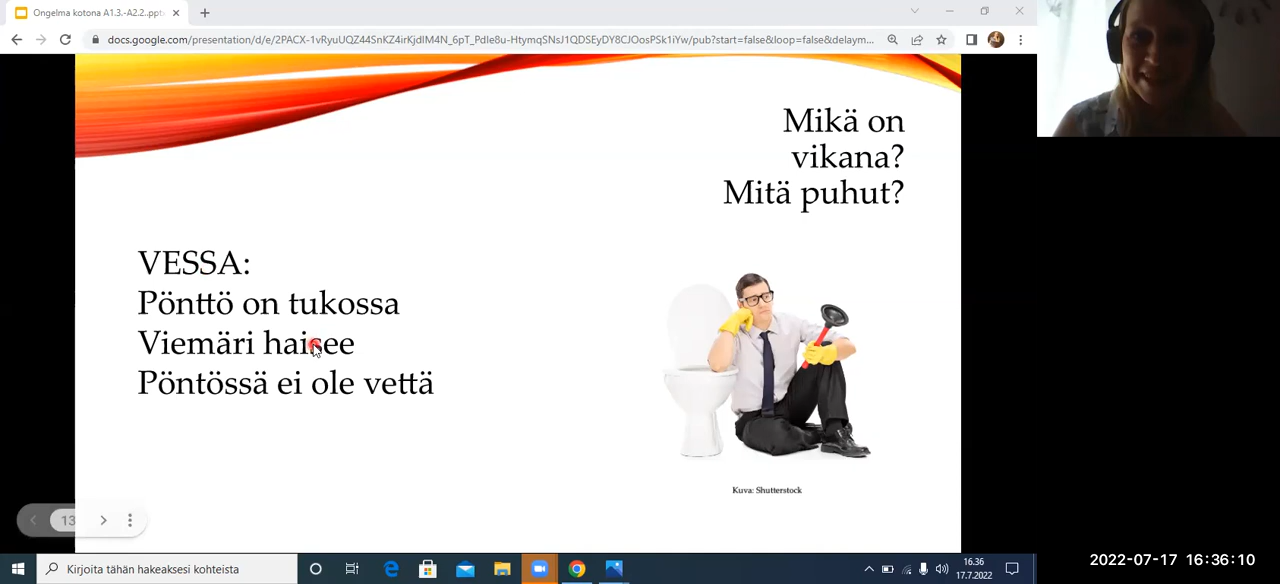 Ongelma kotona A1.3.-A2.2..ppt
docs.google.com/presentation/d/e/2PACX-1vRyuUQZ44SnKZ4irKjdIM4N_6pT_Pdle8u-HtymqSNsJ1QDSEyDY8CJOosPSk1iYw/pub?start=false&loop=false&delaym...
Mikä on
vikana?
Mitä puhut?
VESSA:
Pönttö on tukossa
Viemäri haisee
Pöntössä ei ole vettä
Kuva: Shutterstock
13
Kirjoita tähän hakeaksesi kohteita
16.36
17.7.2022
2022-07-17 16:36:10